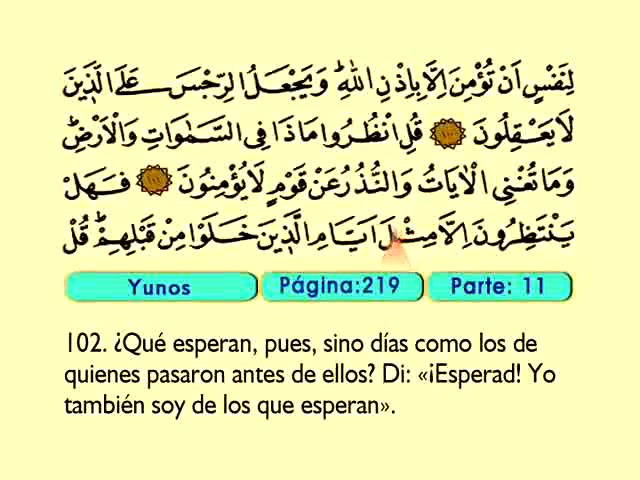 لِنَفْسٍ اَنْ تُؤْمِنَ اِلَّا بِاِذْنِ اللّٰهِ ۚ وَيَجْعَلُ الرِّجْسَ عَلَى الَّذ۪ينَ
لَا يَعْقِلُونَ ﴿١٠٠﴾ قُلِ انْظُرُوا مَاذَا فِي السَّمٰوَاتِ وَالْاَرْضِ ۚ
وَمَا تُغْنِي الْاٰيَاتُ وَالنُّذُرُ عَنْ قَوْمٍ لَا يُؤْمِنُونَ ﴿١٠١﴾ فَهَلْ
يَنْتَظِرُونَ اِلَّا مِثْلَ اَيَّامِ الَّذ۪ينَ خَلَوْا مِنْ قَبْلِهِمْ ۚ قُلْ
Yunos Página:219 Parte: 11
102. ¿Qué esperan, pues, sino días como los de
quienes pasaron antes de ellos? Di: «¡Esperad! Yo
también soy de los que esperan».